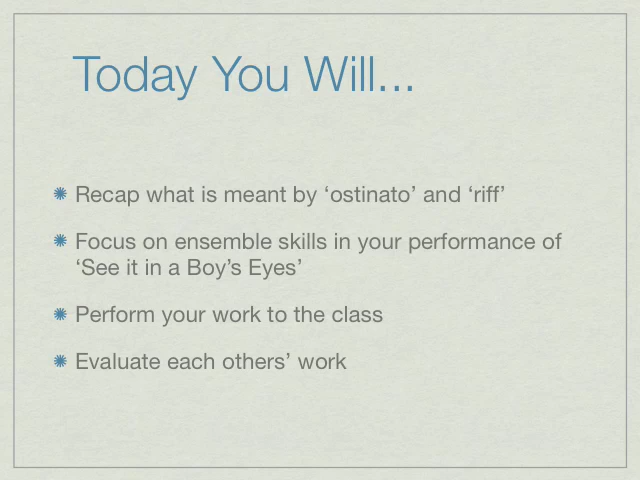 Today You Will...
Recap what is meant by ‘ostinato’ and ‘riff’
Focus on ensemble skills in your performance of
‘See it in a Boy’s Eyes’
Perform your work to the class
Evaluate each others’ work